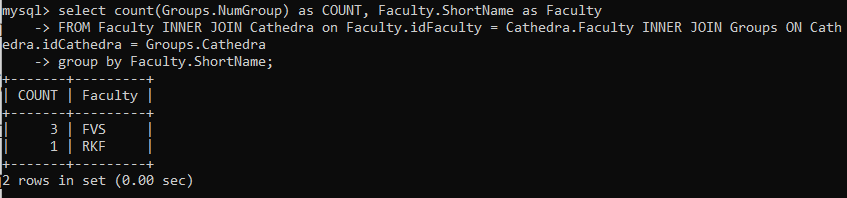 mysql> select count(Groups.NumGroup) as COUNT, Faculty.ShortName as Faculty
    -> FROM Faculty INNER JOIN Cathedra on Faculty.idFaculty = Cathedra.Faculty INNER JOIN Groups ON Cath
edra.idCathedra = Groups.Cathedra
    -> group by Faculty.ShortName;
+-------+---------+
| COUNT | Faculty |
+-------+---------+
|     3 | FVS     |
|     1 | RKF     |
+-------+---------+
2 rows in set (0.00 sec)